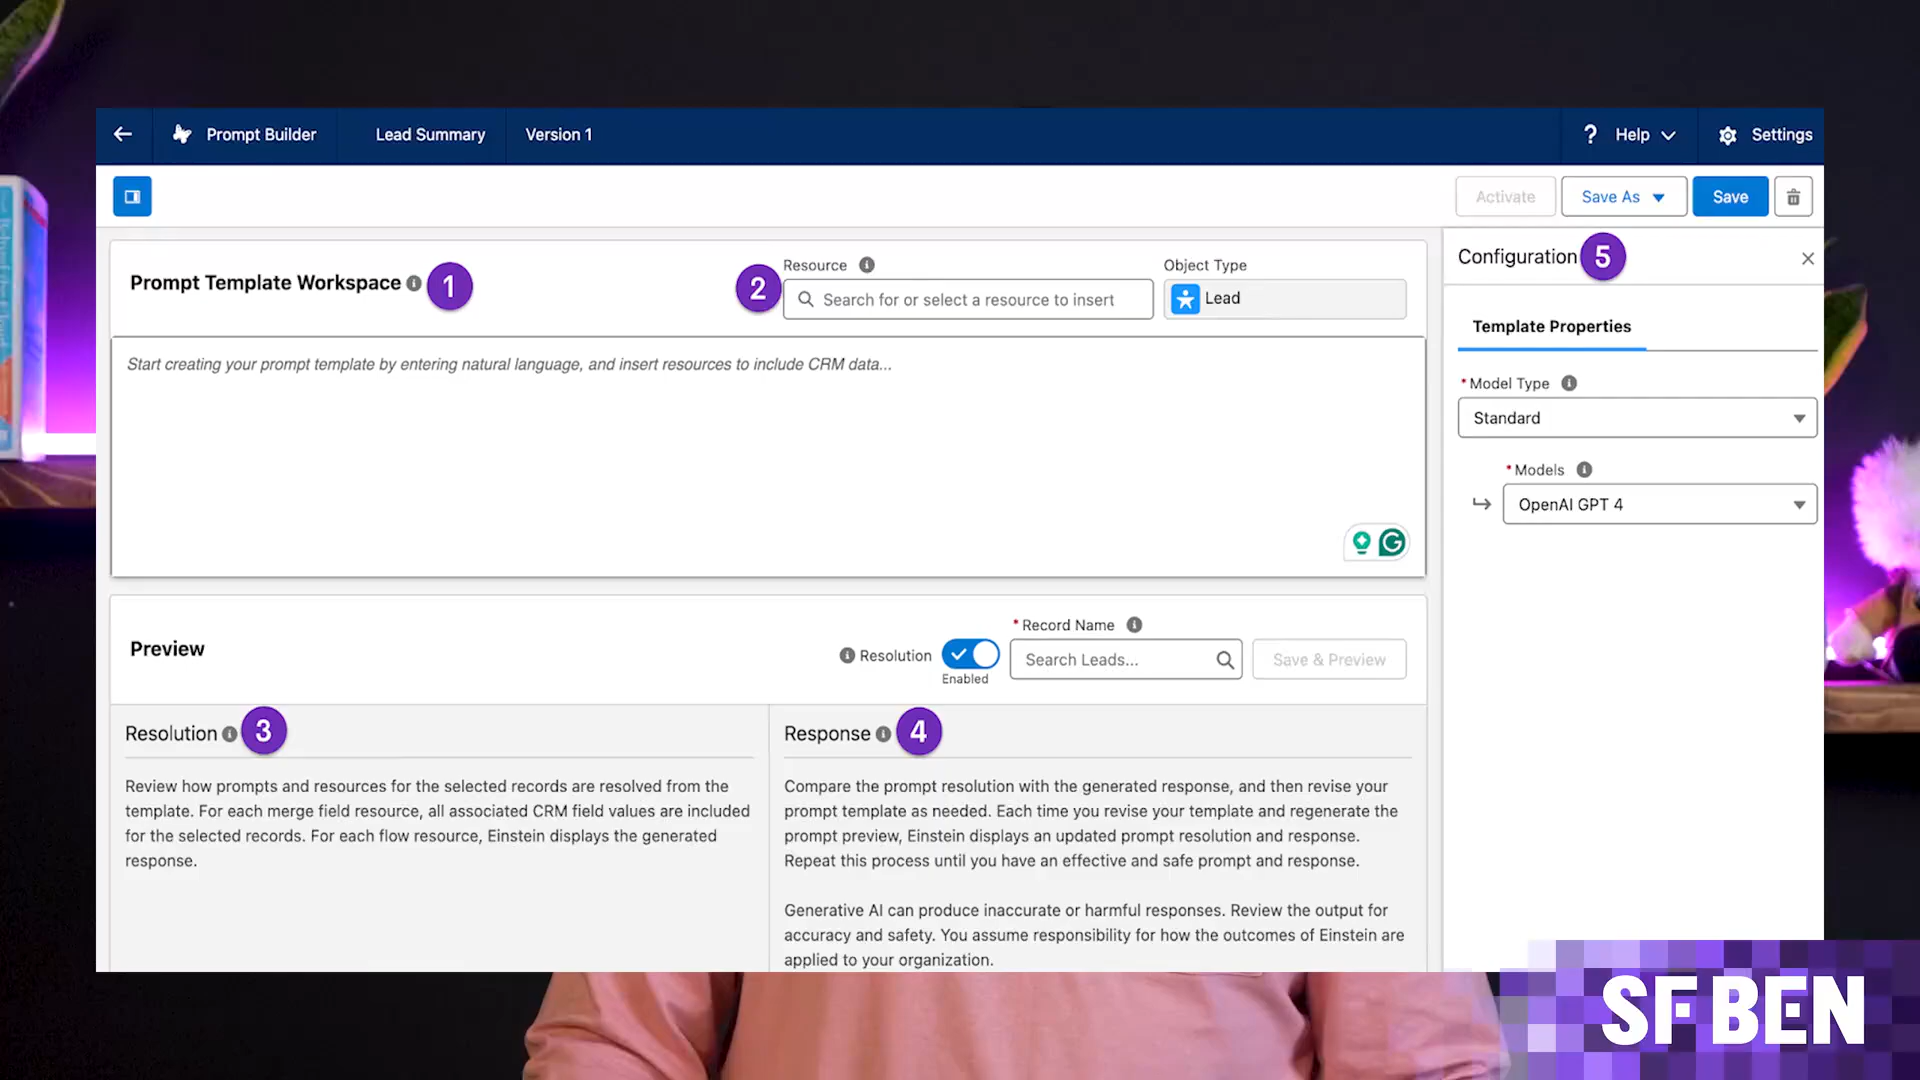 Prompt Builder
Lead Summary
Version 1
? Help
Settings
Activate
Save As
Save
Prompt Template Workspace
1
2
Resource
Search for or select a resource to insert
Object Type
Lead
Start creating your prompt template by entering natural language, and insert resources to include CRM data...
Configuration
5
Template Properties
* Model Type
Standard
* Models
OpenAI GPT 4
Preview
Resolution
Enabled
* Record Name
Search Leads...
Save & Preview
Resolution
3
Review how prompts and resources for the selected records are resolved from the
template. For each merge field resource, all associated CRM field values are included
for the selected records. For each flow resource, Einstein displays the generated
response.
Response
4
Compare the prompt resolution with the generated response, and then revise your
prompt template as needed. Each time you revise your template and regenerate the
prompt preview, Einstein displays an updated prompt resolution and response.
Repeat this process until you have an effective and safe prompt and response.
Generative AI can produce inaccurate or harmful responses. Review the output for
accuracy and safety. You assume responsibility for how the outcomes of Einstein are
applied to your organization.
SF BEN